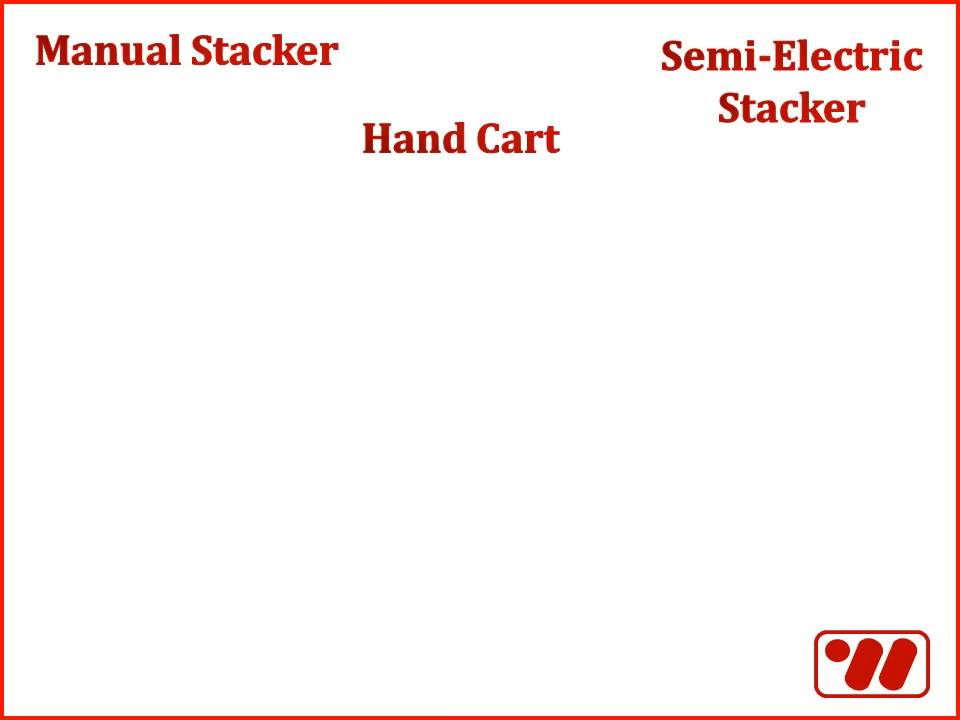 Manual Stacker
Semi-Electric
Stacker
Hand Cart